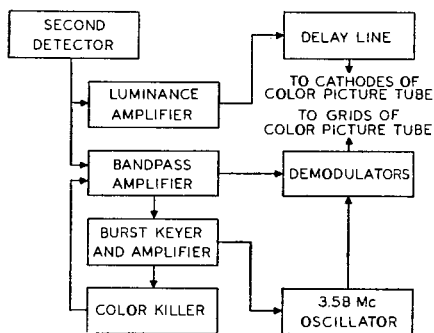 SECOND
DETECTOR
DELAY LINE
TO CATHODES OF
COLOR PICTURE TUBE
LUMINANCE
AMPLIFIER
TO GRIDS OF
COLOR PICTURE TUBE
BANDPASS
AMPLIFIER
DEMODULATORS
BURST KEYER
AND AMPLIFIER
COLOR KILLER
3.58 Mc
OSCILLATOR